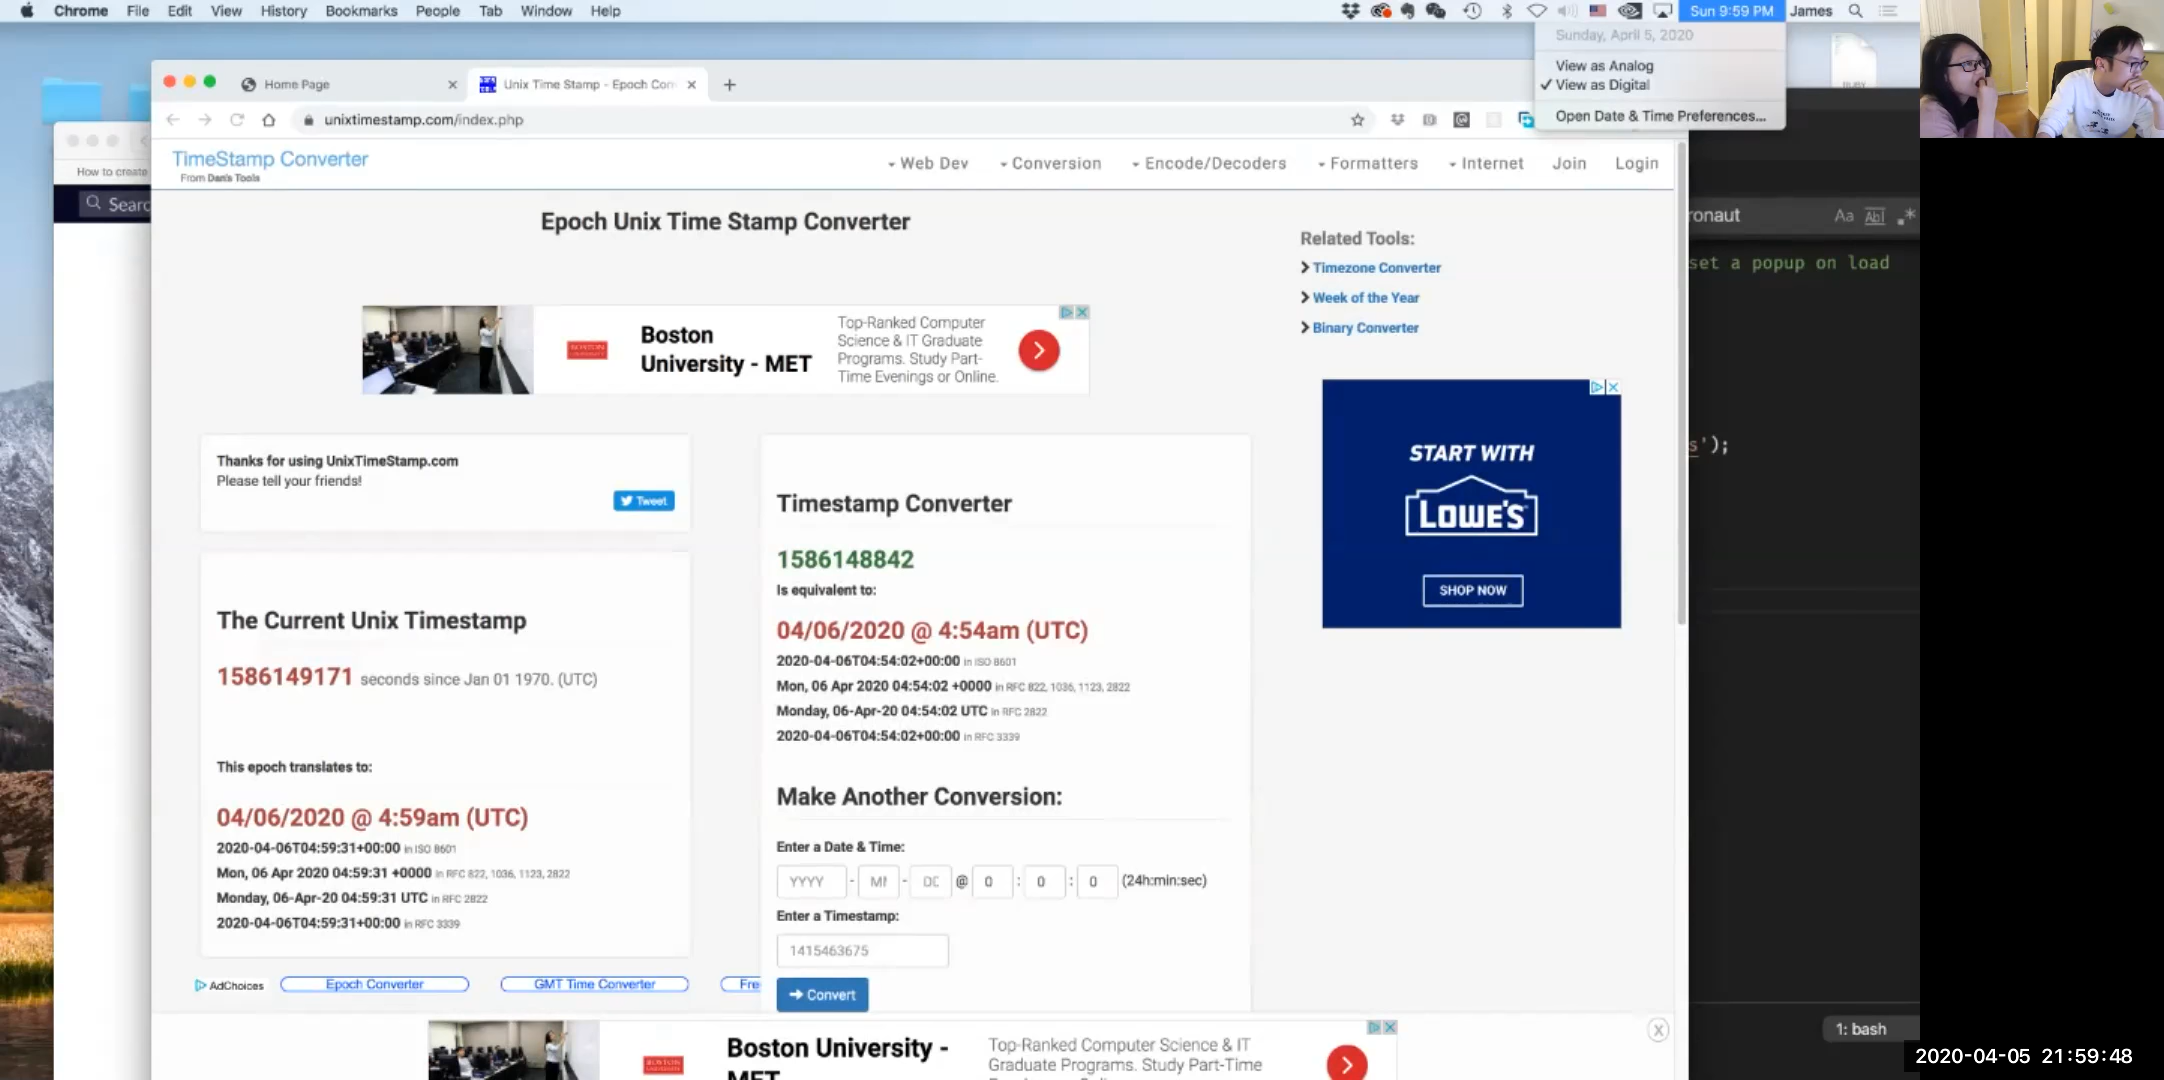 Chrome File Edit View History Bookmarks People Tab Window Help
Sun 9:59 PM James
Sunday, April 5, 2020
View as Analog
✓ View as Digital
Open Date & Time Preferences...
Home Page
Unix Time Stamp - Epoch Con
unixtimestamp.com/index.php
How to create
Searc
TimeStamp Converter
From Dan's Tools
Web Dev Conversion Encode/Decoders Formatters Internet Join Login
Epoch Unix Time Stamp Converter
Related Tools:
Timezone Converter
Week of the Year
Binary Converter
Boston
University - MET
Top-Ranked Computer
Science & IT Graduate
Programs. Study Part-
Time Evenings or Online.
START WITH
LOWE'S
SHOP NOW
Thanks for using UnixTimeStamp.com
Please tell your friends!
Tweet
The Current Unix Timestamp
1586149171 seconds since Jan 01 1970. (UTC)
This epoch translates to:
04/06/2020 @ 4:59am (UTC)
2020-04-06T04:59:31+00:00 in ISO 8601
Mon, 06 Apr 2020 04:59:31 +0000 in RFC 822, 1036, 1123, 2822
Monday, 06-Apr-20 04:59:31 UTC in RFC 2822
2020-04-06T04:59:31+00:00 in RFC 3339
AdChoices
Epoch Converter
GMT Time Converter
Fre
Timestamp Converter
1586148842
Is equivalent to:
04/06/2020 @ 4:54am (UTC)
2020-04-06T04:54:02+00:00 in ISO 8601
Mon, 06 Apr 2020 04:54:02 +0000 in RFC 822, 1036, 1123, 2822
Monday, 06-Apr-20 04:54:02 UTC in RFC 2822
2020-04-06T04:54:02+00:00 in RFC 3339
Make Another Conversion:
Enter a Date & Time:
YYYY - MI - DC @ 0 : 0 : 0 (24h:min:sec)
Enter a Timestamp:
1415463675
Convert
Boston University -
MET
Top-Ranked Computer Science & IT
Graduate Programs. Study Part-Time
ronaut Aa Abl .*
set a popup on load
s');
1: bash
2020-04-05 21:59:48